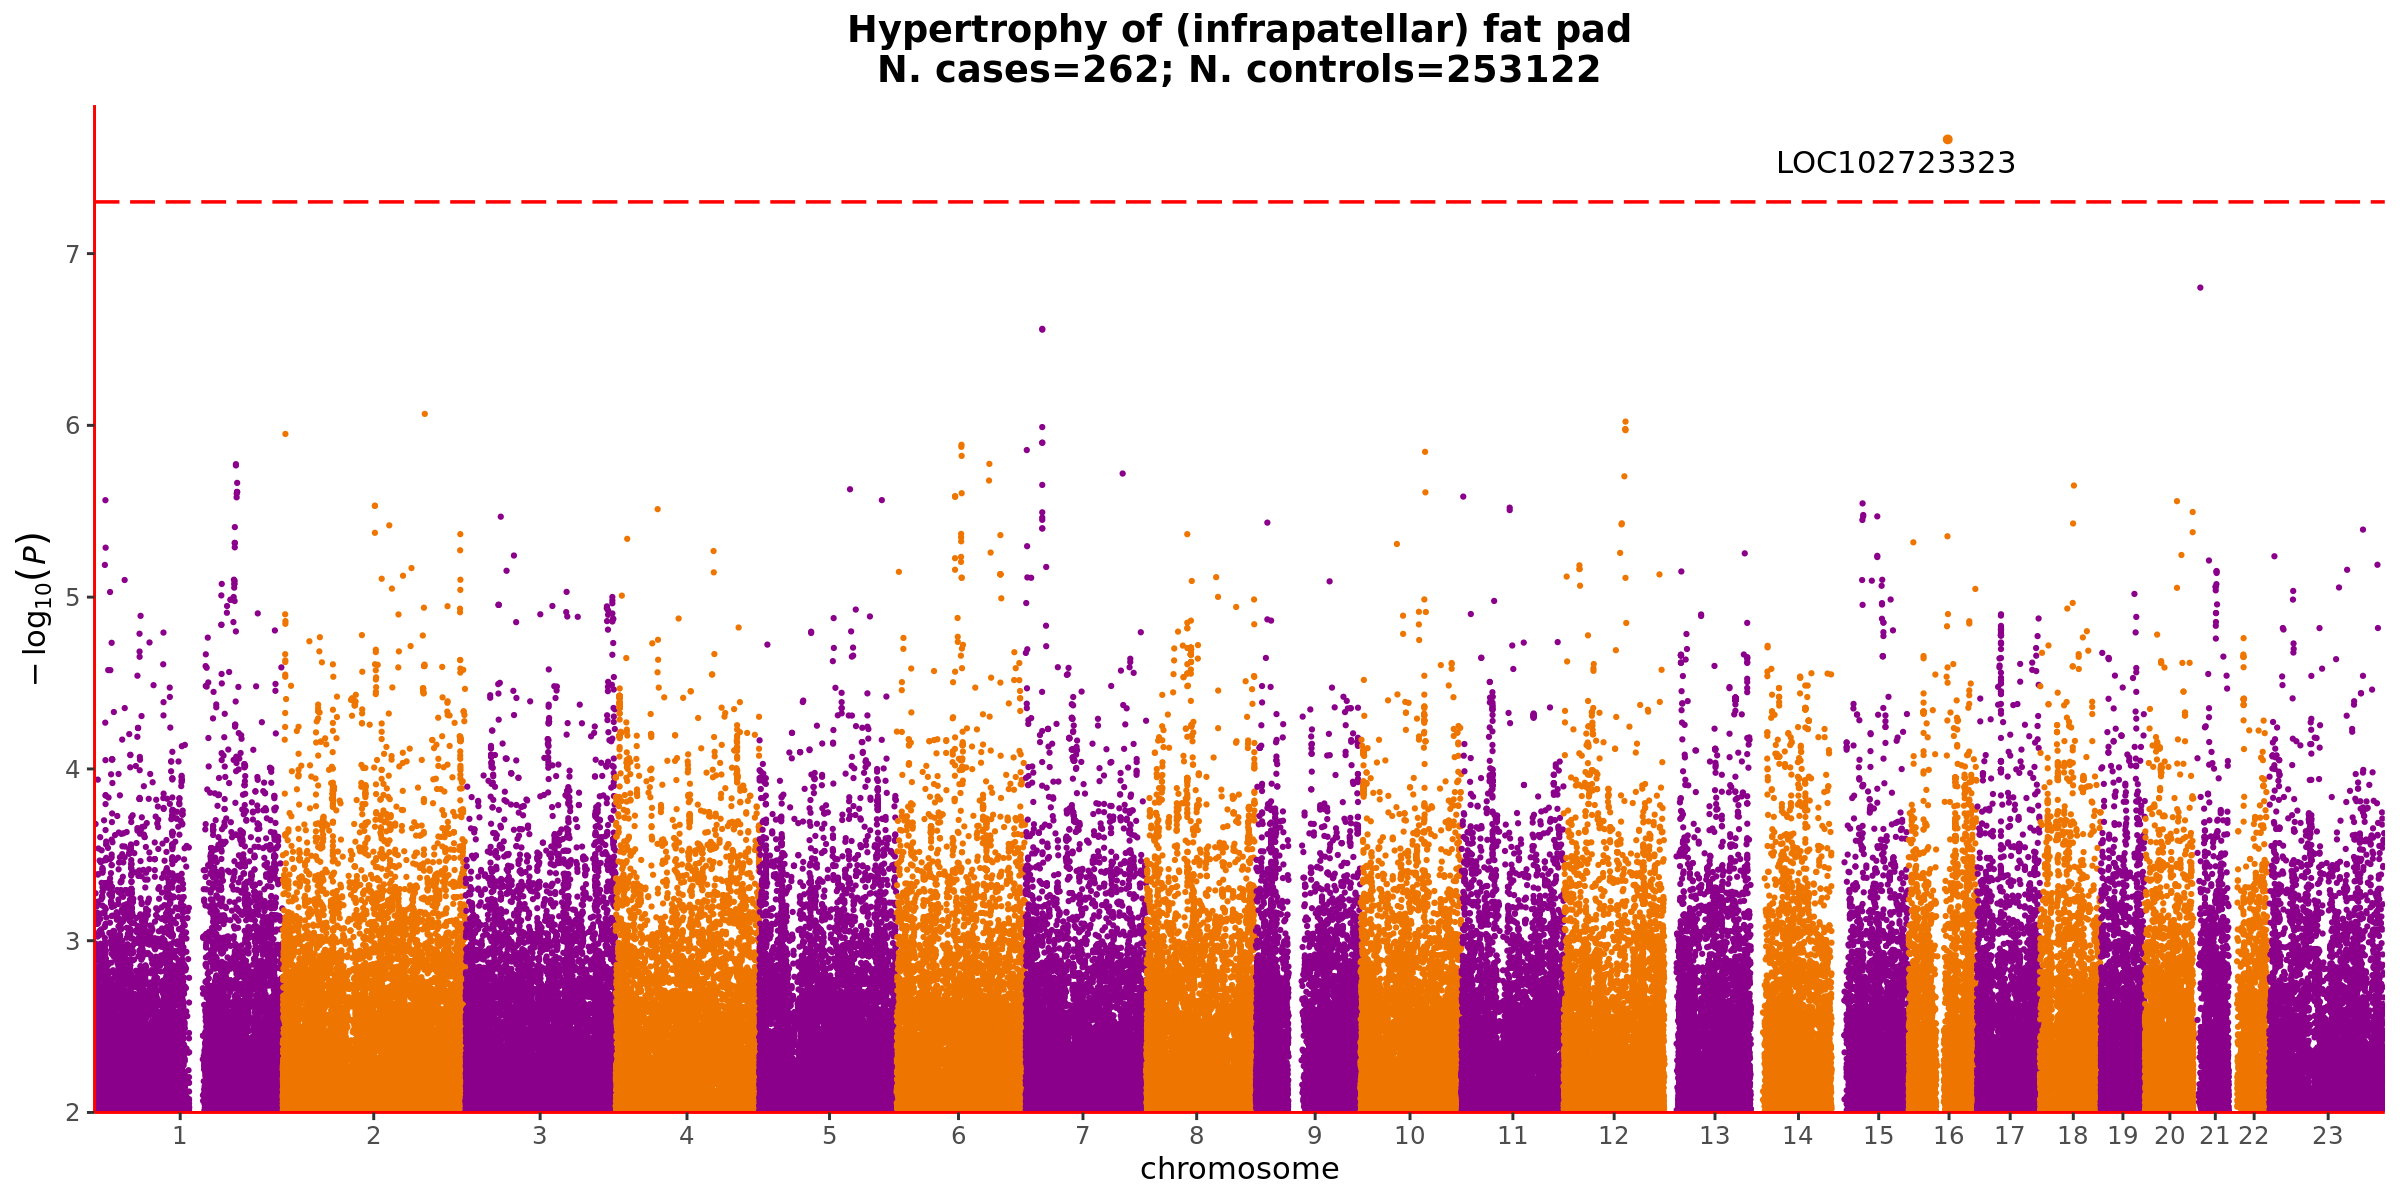 Hypertrophy of (infrapatellar) fat pad
N. cases=262; N. controls=253122
LOC102723323
7
6
5
4
3
2
− log10(P)
1 2 3 4 5 6 7 8 9 10 11 12 13 14 15 16 17 18 19 20 21 22 23
chromosome